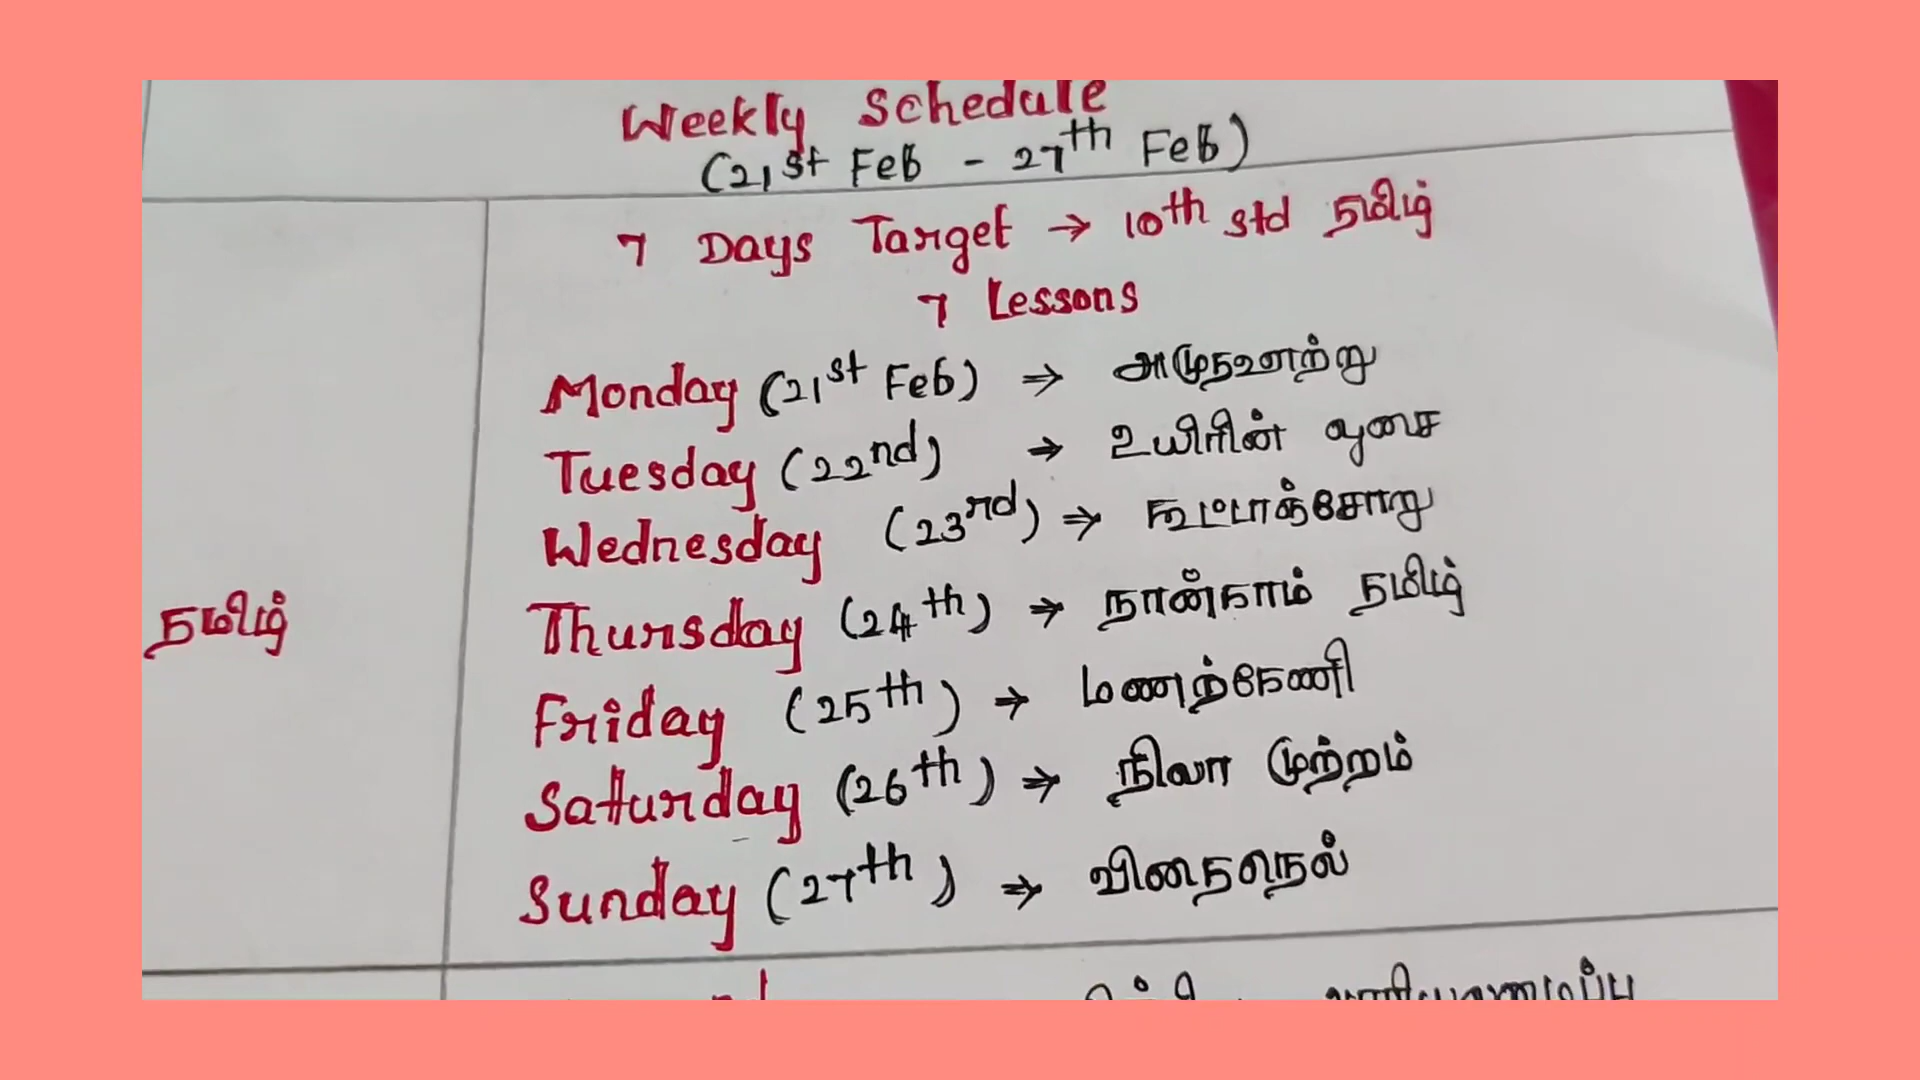 Weekly Schedule
(21st Feb - 27th Feb)
7 Days Target → 10th std தமிழ்
7 Lessons
Monday (21st Feb) ⇒ அமுதஊற்று
Tuesday (22nd) → உயிரின் ஓசை
Wednesday (23rd) ⇒ கூட்டாஞ்சோறு
தமிழ்
Thursday (24th) → நான்காம் தமிழ்
Friday (25th) → மணற்கேணி
Saturday (26th) ⇒ நிலா முற்றம்
Sunday (27th) ⇒ விதைநெல்